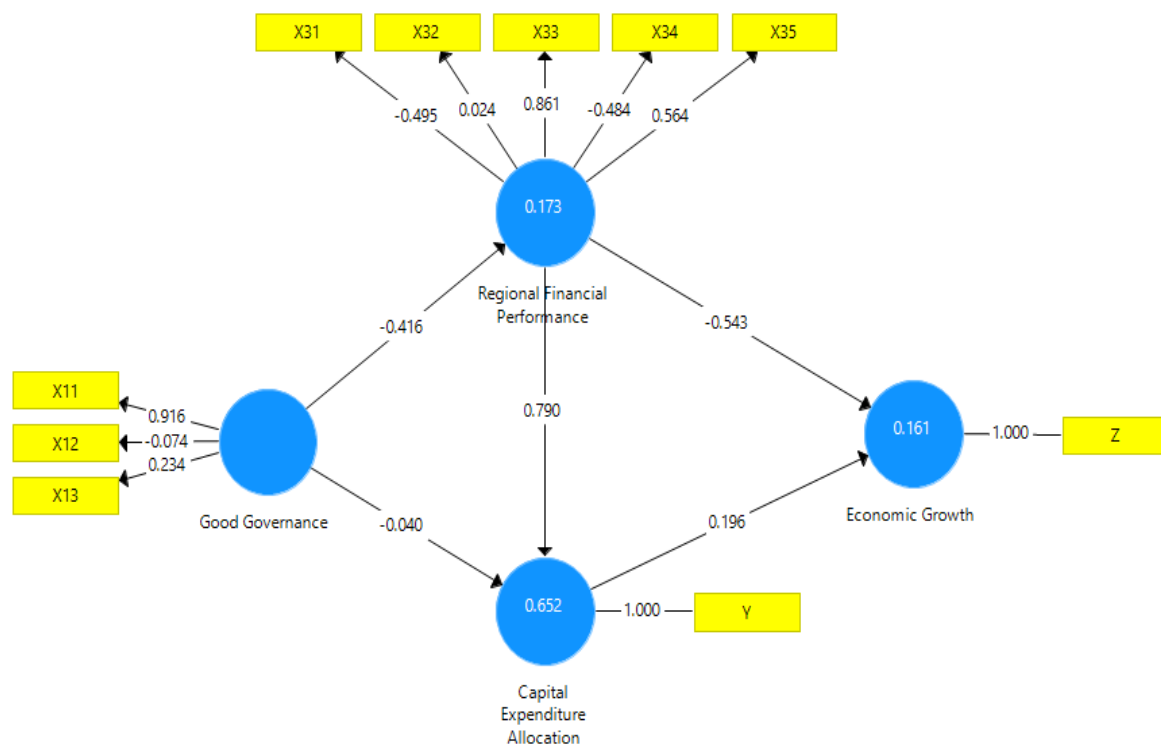 X31
X32
X33
X34
X35
-0.495
0.024
0.861
-0.484
0.564
0.173
Regional Financial
Performance
-0.416
-0.543
X11
X12
X13
0.916
-0.074
0.234
Good Governance
0.790
0.161
1.000
Z
Economic Growth
-0.040
0.196
0.652
1.000
Y
Capital
Expenditure
Allocation